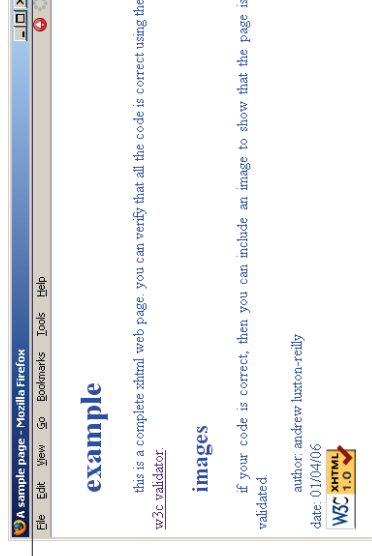 A sample page - Mozilla Firefox
File Edit View Go Bookmarks Tools Help
example
this is a complete xhtml web page. you can verify that all the code is correct using the
w3c validator.
images
if your code is correct, then you can include an image to show that the page is
validated.
author: andrew luxton-reilly
date: 01/04/06
W3C XHTML 1.0